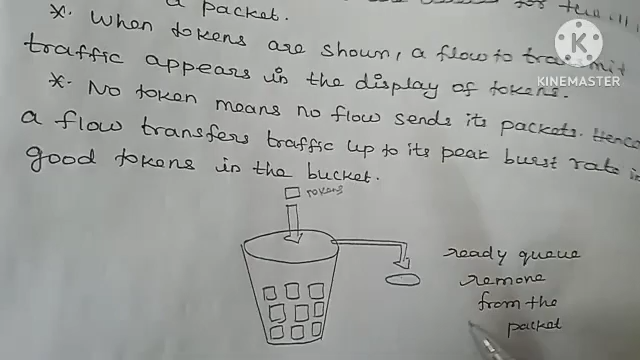 a packet.
*. When tokens are shown, a flow to transmit
traffic appears in the display of tokens.
*. No token means no flow sends its packets. Hence
a flow transfers traffic up to its peak burst rate in
good tokens in the bucket.
tokens
ready queue
remone
from the
packet
K
KINEMASTER